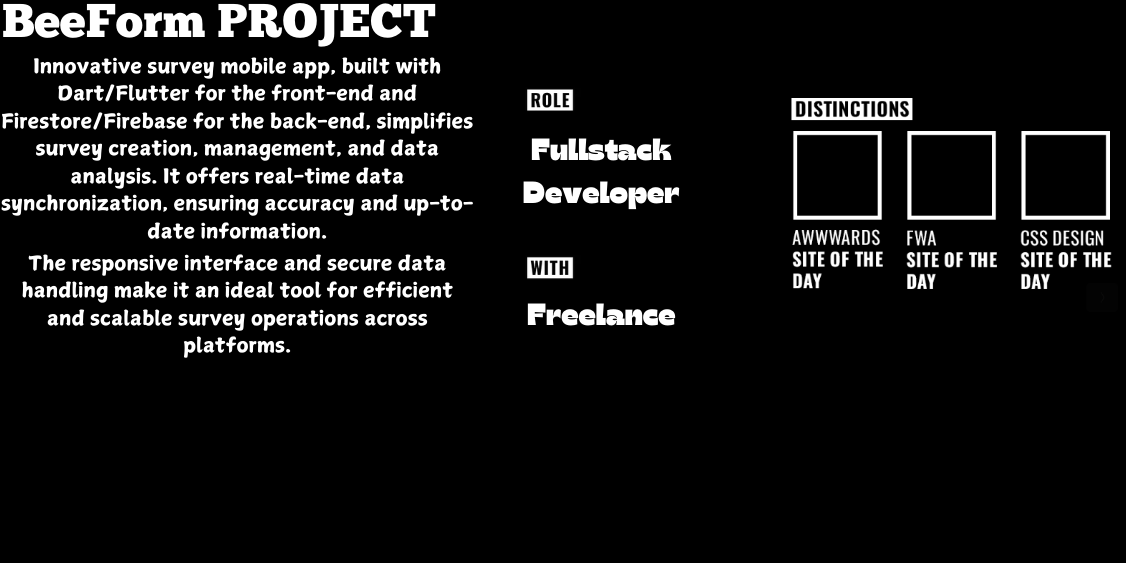 BeeForm PROJECT
Innovative survey mobile app, built with
Dart/Flutter for the front-end and
Firestore/Firebase for the back-end, simplifies
survey creation, management, and data
analysis. It offers real-time data
synchronization, ensuring accuracy and up-to-
date information.
The responsive interface and secure data
handling make it an ideal tool for efficient
and scalable survey operations across
platforms.
ROLE
Fullstack
Developer
WITH
Freelance
DISTINCTIONS
AWWWARDS
SITE OF THE
DAY
FWA
SITE OF THE
DAY
CSS DESIGN
SITE OF THE
DAY